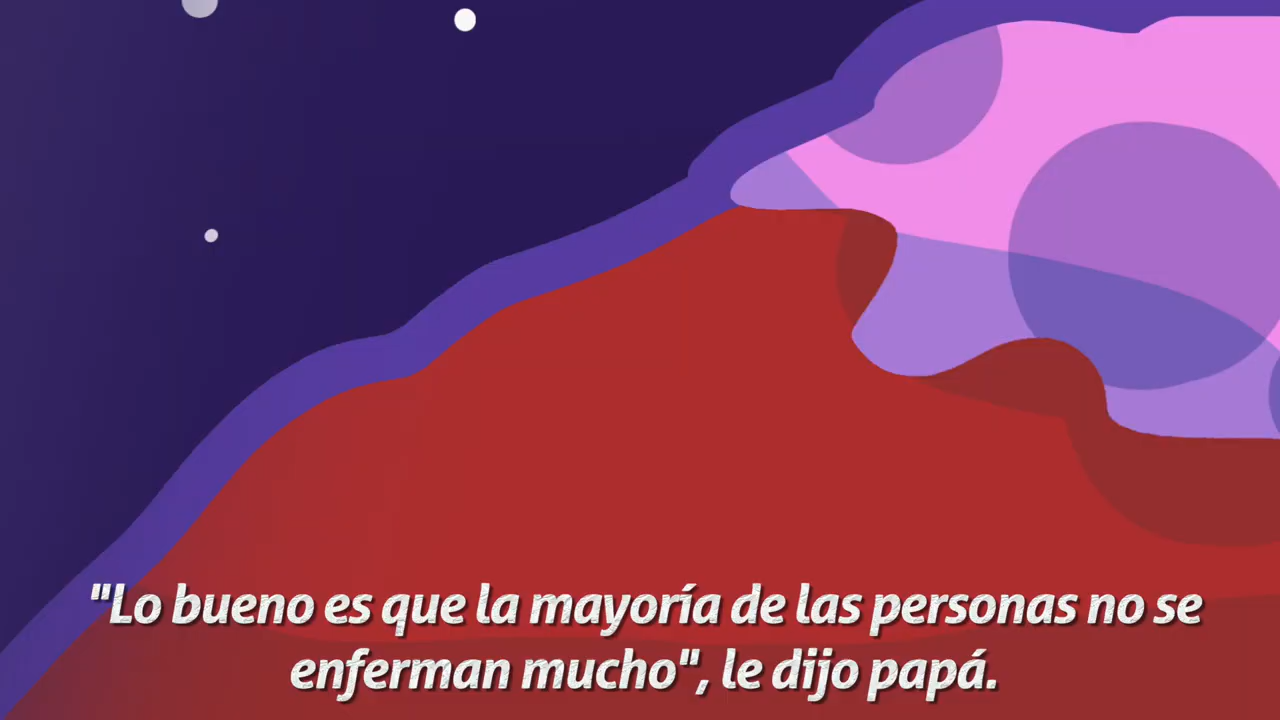 "Lo bueno es que la mayoría de las personas no se
enferman mucho", le dijo papá.